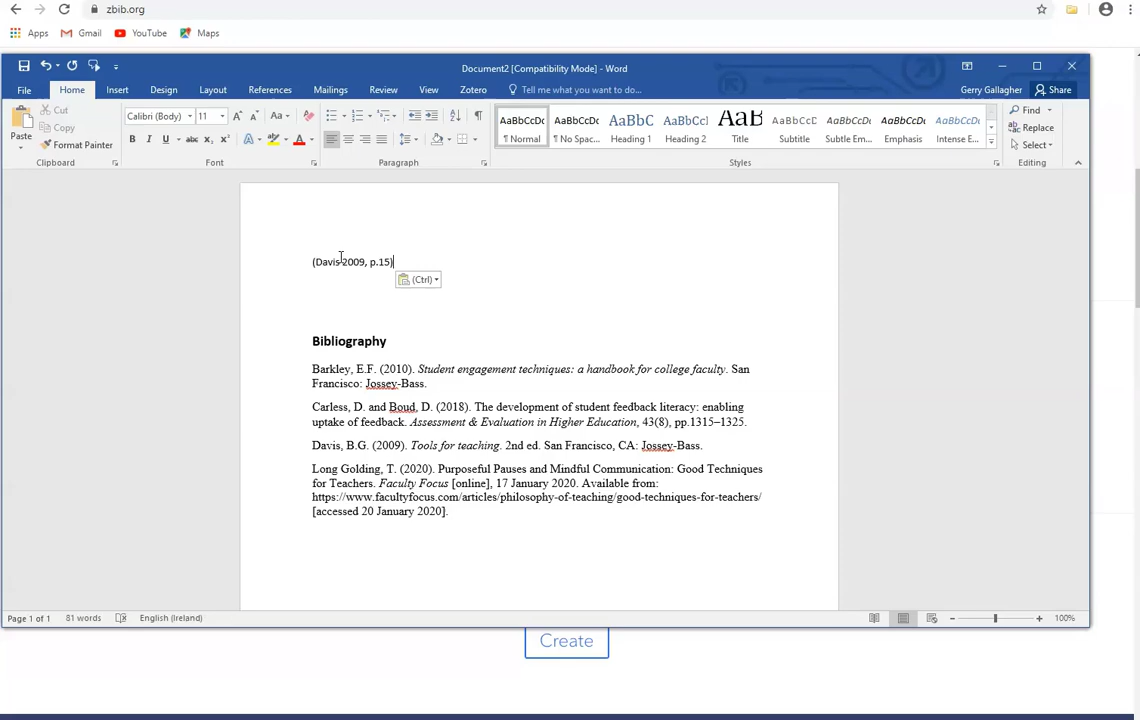 zbib.org
Apps Gmail YouTube Maps
Document2 [Compatibility Mode] - Word
File Home Insert Design Layout References Mailings Review View Zotero Tell me what you want to do... Gerry Gallagher Share
Cut
Copy
Format Painter
Paste
Clipboard
Calibri (Body) 11
Aa
B I U abc x₂ x² A A
Font
Paragraph
AaBbCcDc AaBbCcDc AaBbC AaBbCcI AaB AaBbCcDc AaBbCcDc AaBbCcDc AaBbCcDc
¶ Normal ¶ No Spac... Heading 1 Heading 2 Title Subtitle Subtle Em... Emphasis Intense E...
Styles
Find
Replace
Select
Editing
(Davis 2009, p.15)
(Ctrl)
Bibliography
Barkley, E.F. (2010). Student engagement techniques: a handbook for college faculty. San
Francisco: Jossey-Bass.
Carless, D. and Boud, D. (2018). The development of student feedback literacy: enabling
uptake of feedback. Assessment & Evaluation in Higher Education, 43(8), pp.1315–1325.
Davis, B.G. (2009). Tools for teaching. 2nd ed. San Francisco, CA: Jossey-Bass.
Long Golding, T. (2020). Purposeful Pauses and Mindful Communication: Good Techniques
for Teachers. Faculty Focus [online], 17 January 2020. Available from:
https://www.facultyfocus.com/articles/philosophy-of-teaching/good-techniques-for-teachers/
[accessed 20 January 2020].
Page 1 of 1 81 words English (Ireland) 100%
Create